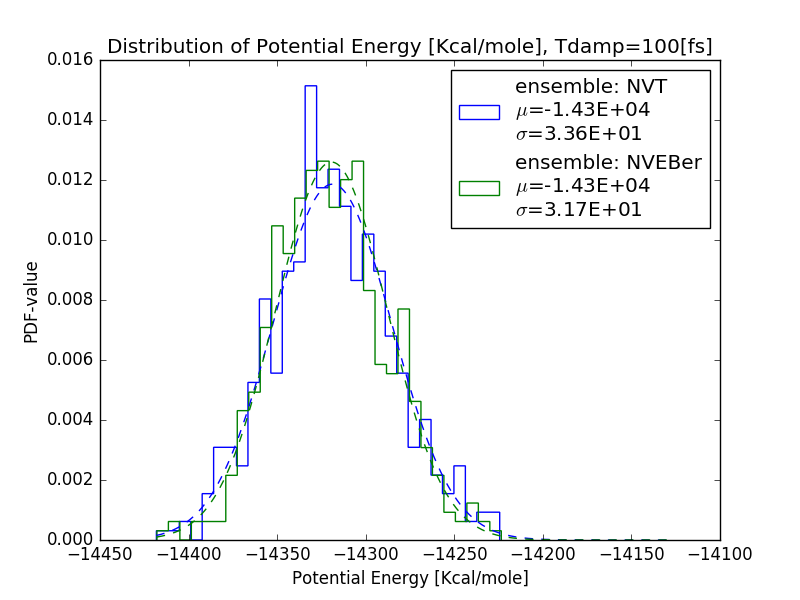 Distribution of Potential Energy [Kcal/mole], Tdamp=100[fs]
ensemble: NVT
μ=-1.43E+04
σ=3.36E+01
ensemble: NVEBer
μ=-1.43E+04
σ=3.17E+01
PDF-value
0.016
0.014
0.012
0.010
0.008
0.006
0.004
0.002
0.000
−14450 −14400 −14350 −14300 −14250 −14200 −14150 −14100
Potential Energy [Kcal/mole]